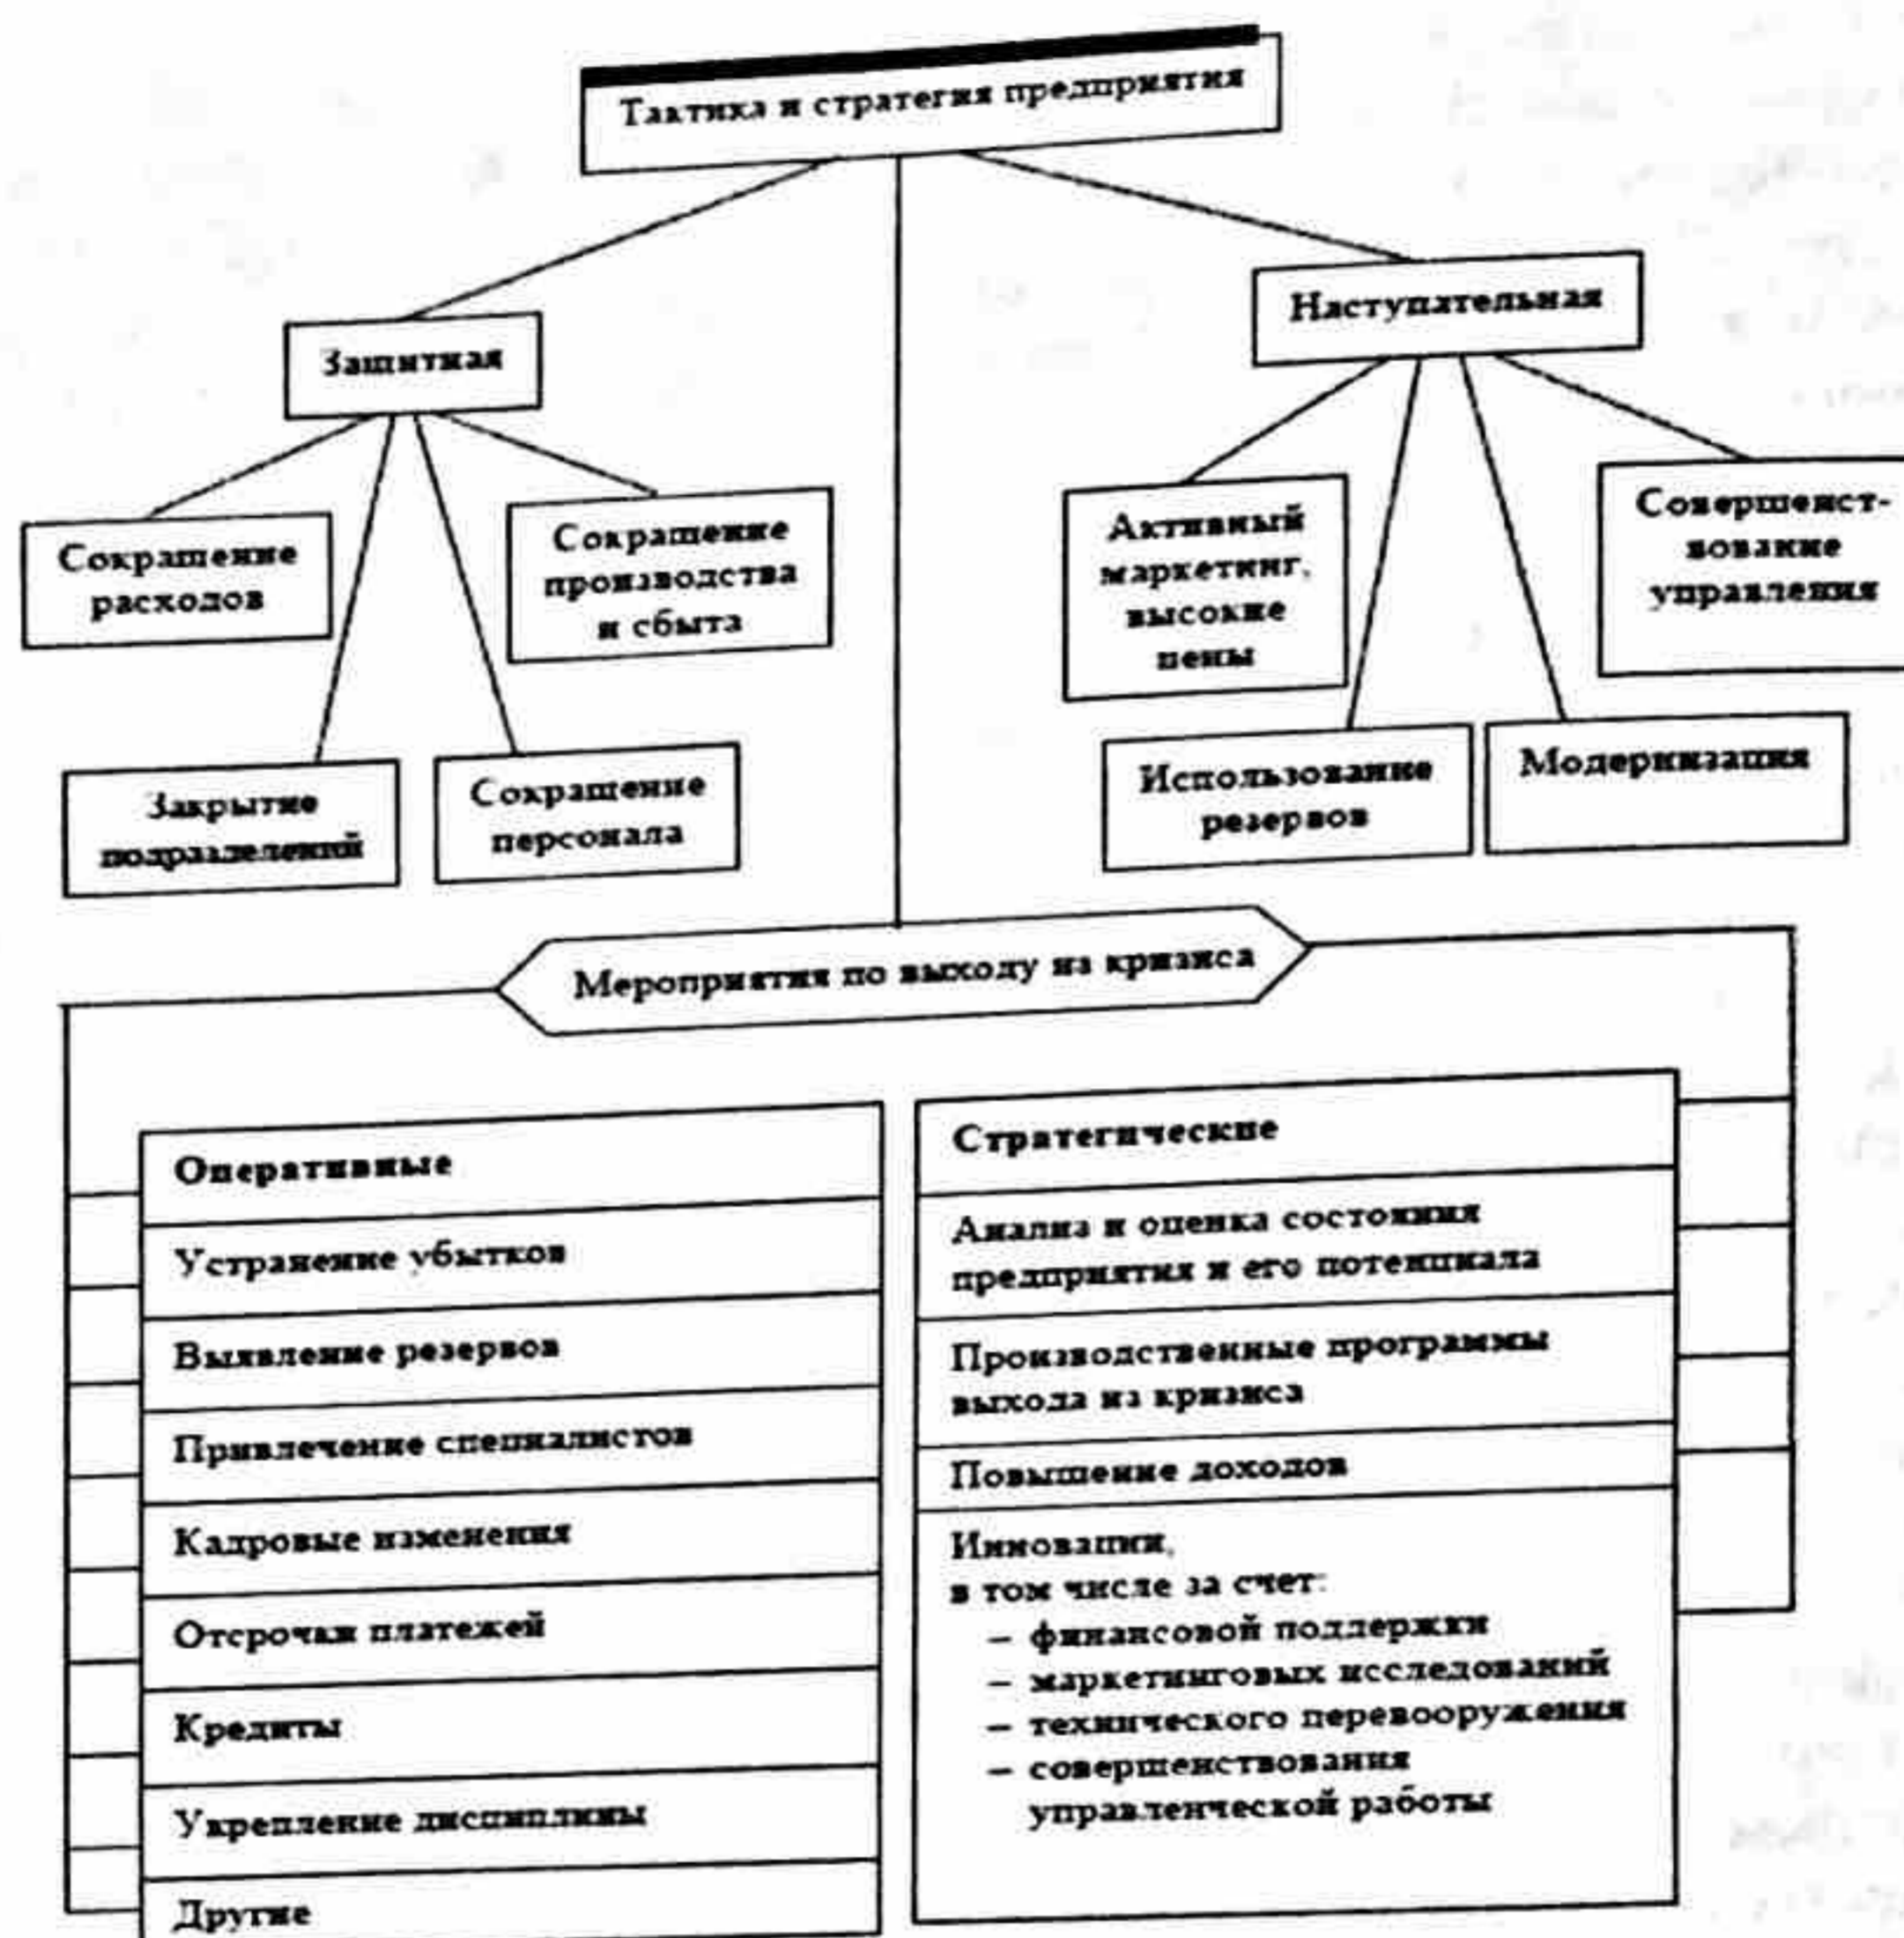 Тактика и стратегия предприятия
Защитная
Наступательная
Сокращение
расходов
Сокращение
производства
и сбыта
Закрытие
подразделений
Сокращение
персонала
Активный
маркетинг,
высокие
цены
Совершенст-
вование
управления
Использование
резервов
Модернизация
Мероприятия по выходу из кризиса
Оперативные
Устранение убытков
Выявление резервов
Привлечение специалистов
Кадровые изменения
Отсрочки платежей
Кредиты
Укрепление дисциплины
Другие
Стратегические
Анализ и оценка состояния
предприятия и его потенциала
Производственные программы
выхода из кризиса
Повышение доходов
Инновации,
в том числе за счет:
– финансовой поддержки
– маркетинговых исследований
– технического перевооружения
– совершенствования
управленческой работы